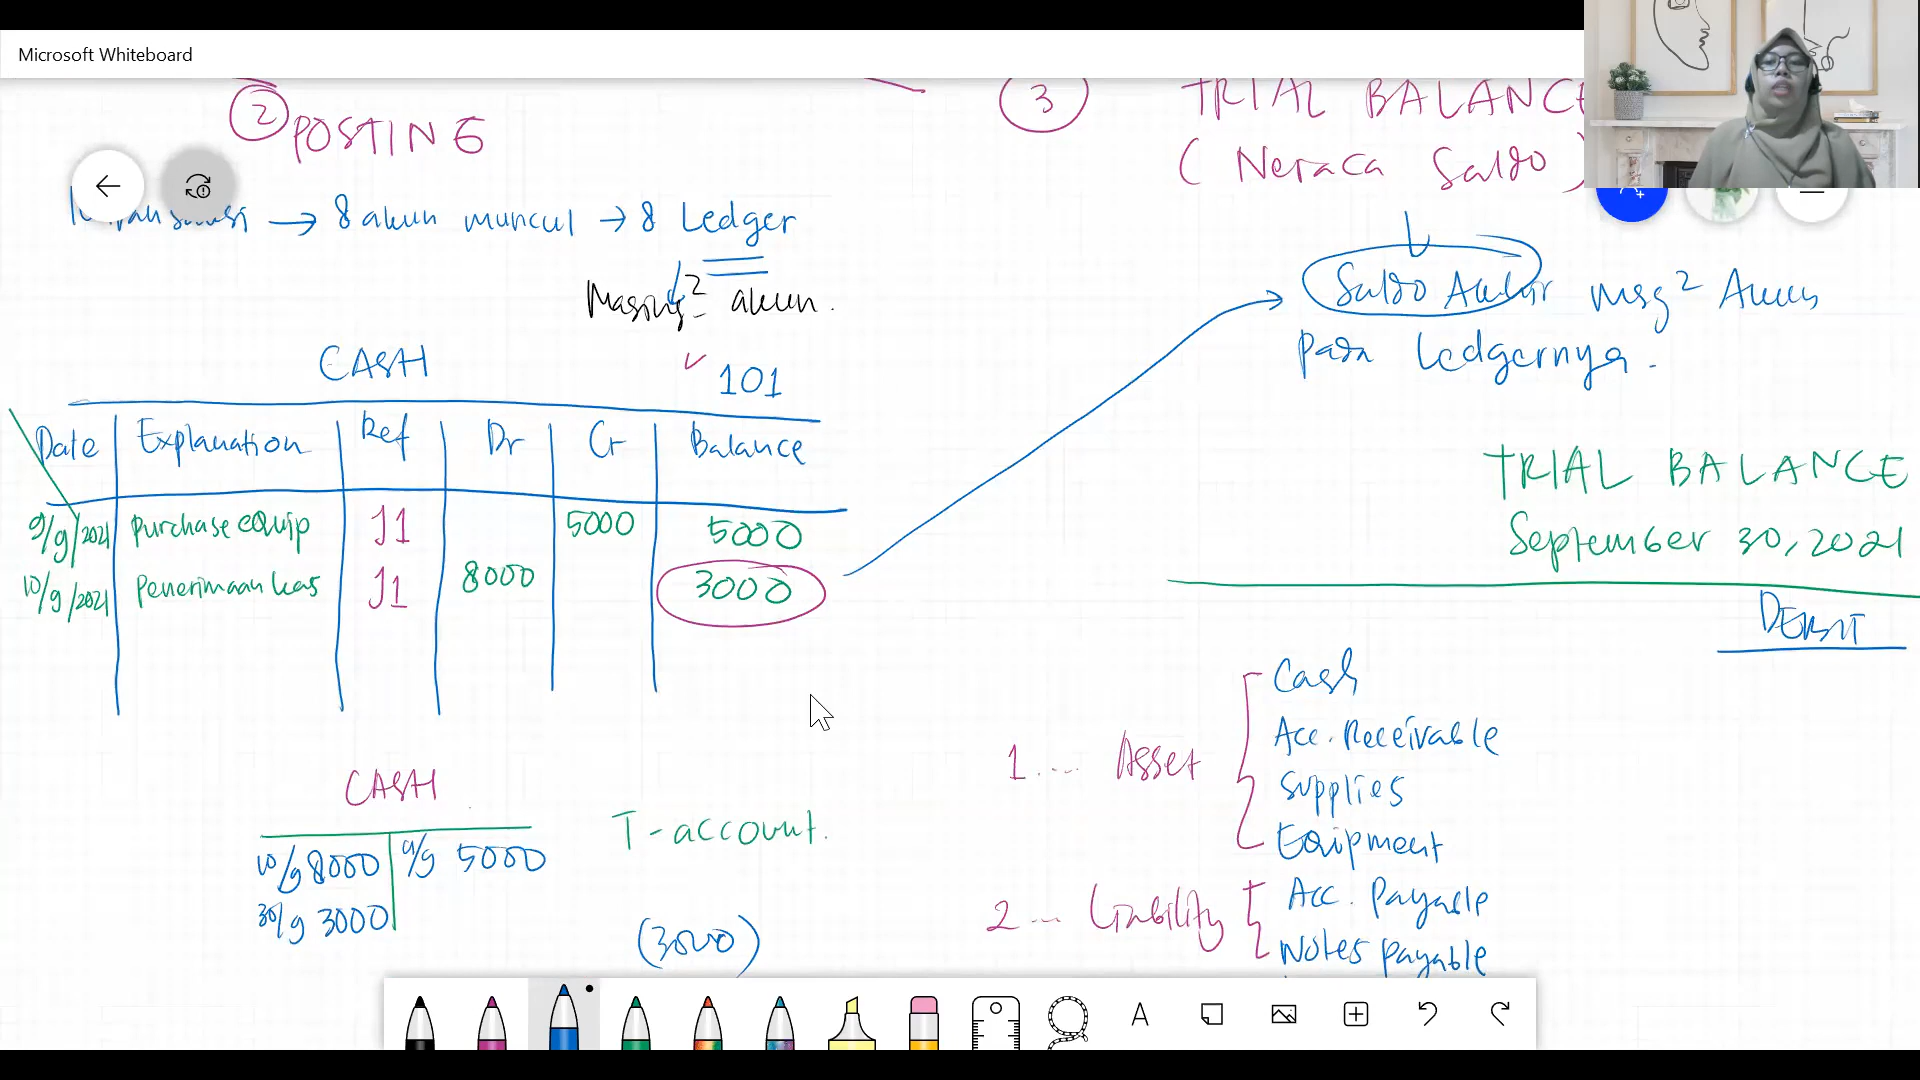 Microsoft Whiteboard
2 POSTING
→ 8 akun muncul → 8 Ledger
Masing2 akun.
CASH
101
Date Explanation Ref Dr Cr Balance
9/9/2021 purchase equip J1 5000 5000
10/9/2021 penerimaan kas J1 8000 3000
CASH
10/9 8000 9/9 5000
30/9 3000
T-account.
(3000)
3 TRIAL BALANCE
(Neraca Saldo)
Saldo Akhir msg2 Akun
pada Ledgernya.
TRIAL BALANCE
September 30, 2021
DEBIT
1.... Asset
Cash
Acc. Receivable
Supplies
Equipment
2... Liability
Acc. Payable
Notes payable
A